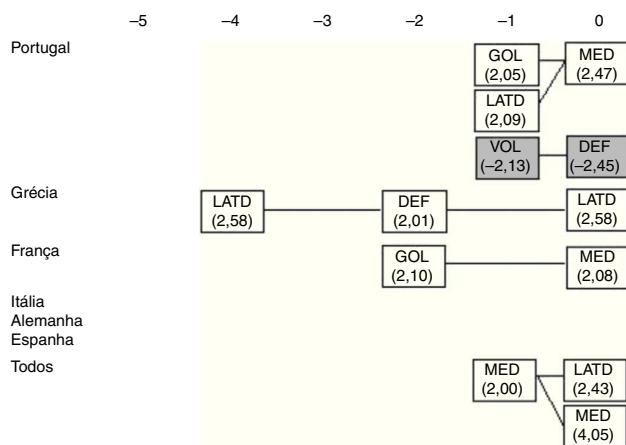 –5 –4 –3 –2 –1 0
Portugal
GOL MED
(2,05) (2,47)
LATD
(2,09)
VOL DEF
(–2,13) (–2,45)
Grécia
LATD DEF LATD
(2,58) (2,01) (2,58)
França
GOL MED
(2,10) (2,08)
Itália
Alemanha
Espanha
Todos
MED LATD
(2,00) (2,43)
MED
(4,05)